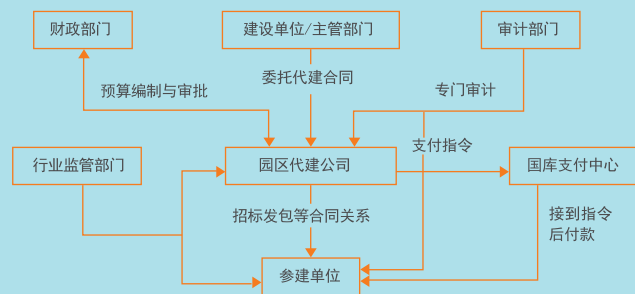 财政部门
建设单位/主管部门
审计部门
委托代建合同
预算编制与审批
专门审计
支付指令
行业监管部门
园区代建公司
国库支付中心
招标发包等合同关系
接到指令
后付款
参建单位